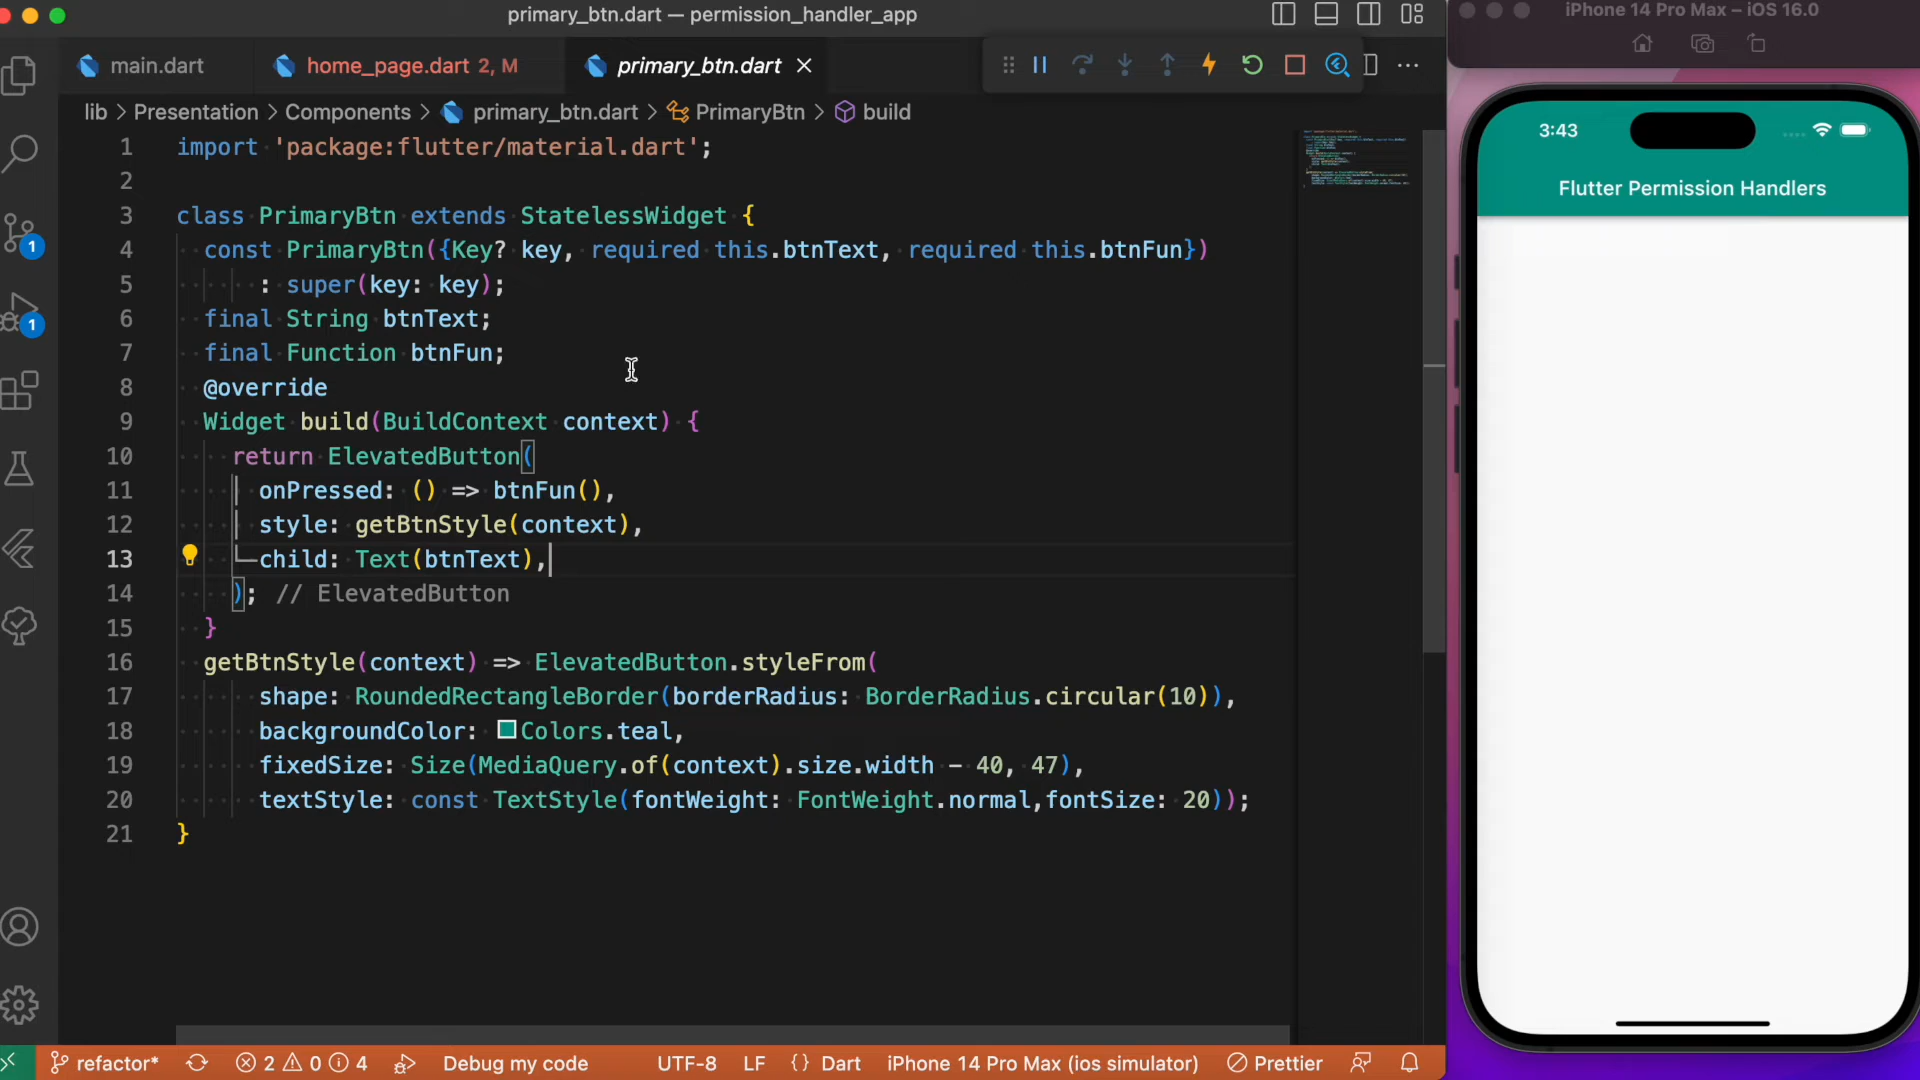 primary_btn.dart — permission_handler_app
iPhone 14 Pro Max – iOS 16.0
main.dart
home_page.dart 2, M
primary_btn.dart
lib > Presentation > Components > primary_btn.dart > PrimaryBtn > build
1 import 'package:flutter/material.dart';
2
3 class PrimaryBtn extends StatelessWidget {
4 const PrimaryBtn({Key? key, required this.btnText, required this.btnFun})
5 : super(key: key);
6 final String btnText;
7 final Function btnFun;
8 @override
9 Widget build(BuildContext context) {
10 return ElevatedButton(
11 onPressed: () => btnFun(),
12 style: getBtnStyle(context),
13 child: Text(btnText),
14 ); // ElevatedButton
15 }
16 getBtnStyle(context) => ElevatedButton.styleFrom(
17 shape: RoundedRectangleBorder(borderRadius: BorderRadius.circular(10)),
18 backgroundColor: Colors.teal,
19 fixedSize: Size(MediaQuery.of(context).size.width - 40, 47),
20 textStyle: const TextStyle(fontWeight: FontWeight.normal,fontSize: 20));
21 }
1
1
3:43
Flutter Permission Handlers
refactor* 2 0 4 Debug my code UTF-8 LF {} Dart iPhone 14 Pro Max (ios simulator) Prettier